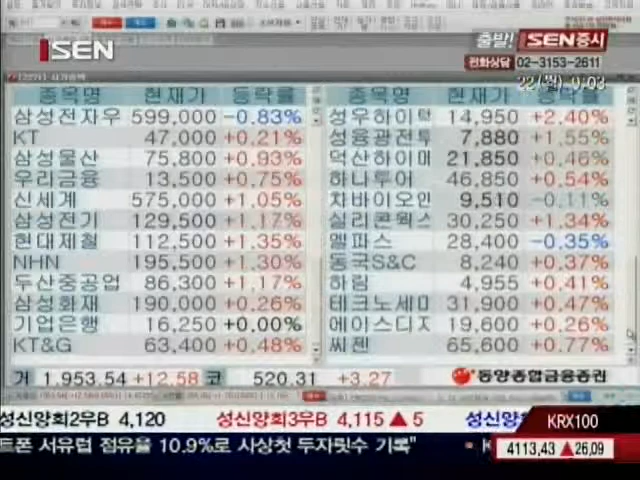 SEN
출발! SEN증시
전화상담 02-3153-2611
종목명 현재가 등락률
삼성전자우 599,000 -0.83%
KT 47,000 +0.21%
삼성물산 75,800 +0.93%
우리금융 13,500 +0.75%
신세계 575,000 +1.05%
삼성전기 129,500 +1.17%
현대제철 112,500 +1.35%
NHN 195,500 +1.30%
두산중공업 86,300 +1.17%
삼성화재 190,000 +0.26%
기업은행 16,250 +0.00%
KT&G 63,400 +0.48%
종목명 현재가 등락률
성우하이텍 14,950 +2.40%
성융광전투 7,880 +1.55%
덕산하이메 21,850 +0.46%
하나투어 46,850 +0.54%
차바이오앤 9,510 -0.11%
실리콘웍스 30,250 +1.34%
멜파스 28,400 -0.35%
동국S&C 8,240 +0.37%
하림 4,955 +0.41%
테크노세미 31,900 +0.47%
에이스디지 19,600 +0.26%
씨젠 65,600 +0.77%
거 1,953.54 +12.58 코 520.31 +3.27
동양종합금융증권
성신양회2우B 4,120 성신양회3우B 4,115 ▲ 5 성신양
KRX100
4113,43 ▲26,09
트폰 서유럽 점유율 10.9%로 사상첫 두자릿수 기록"